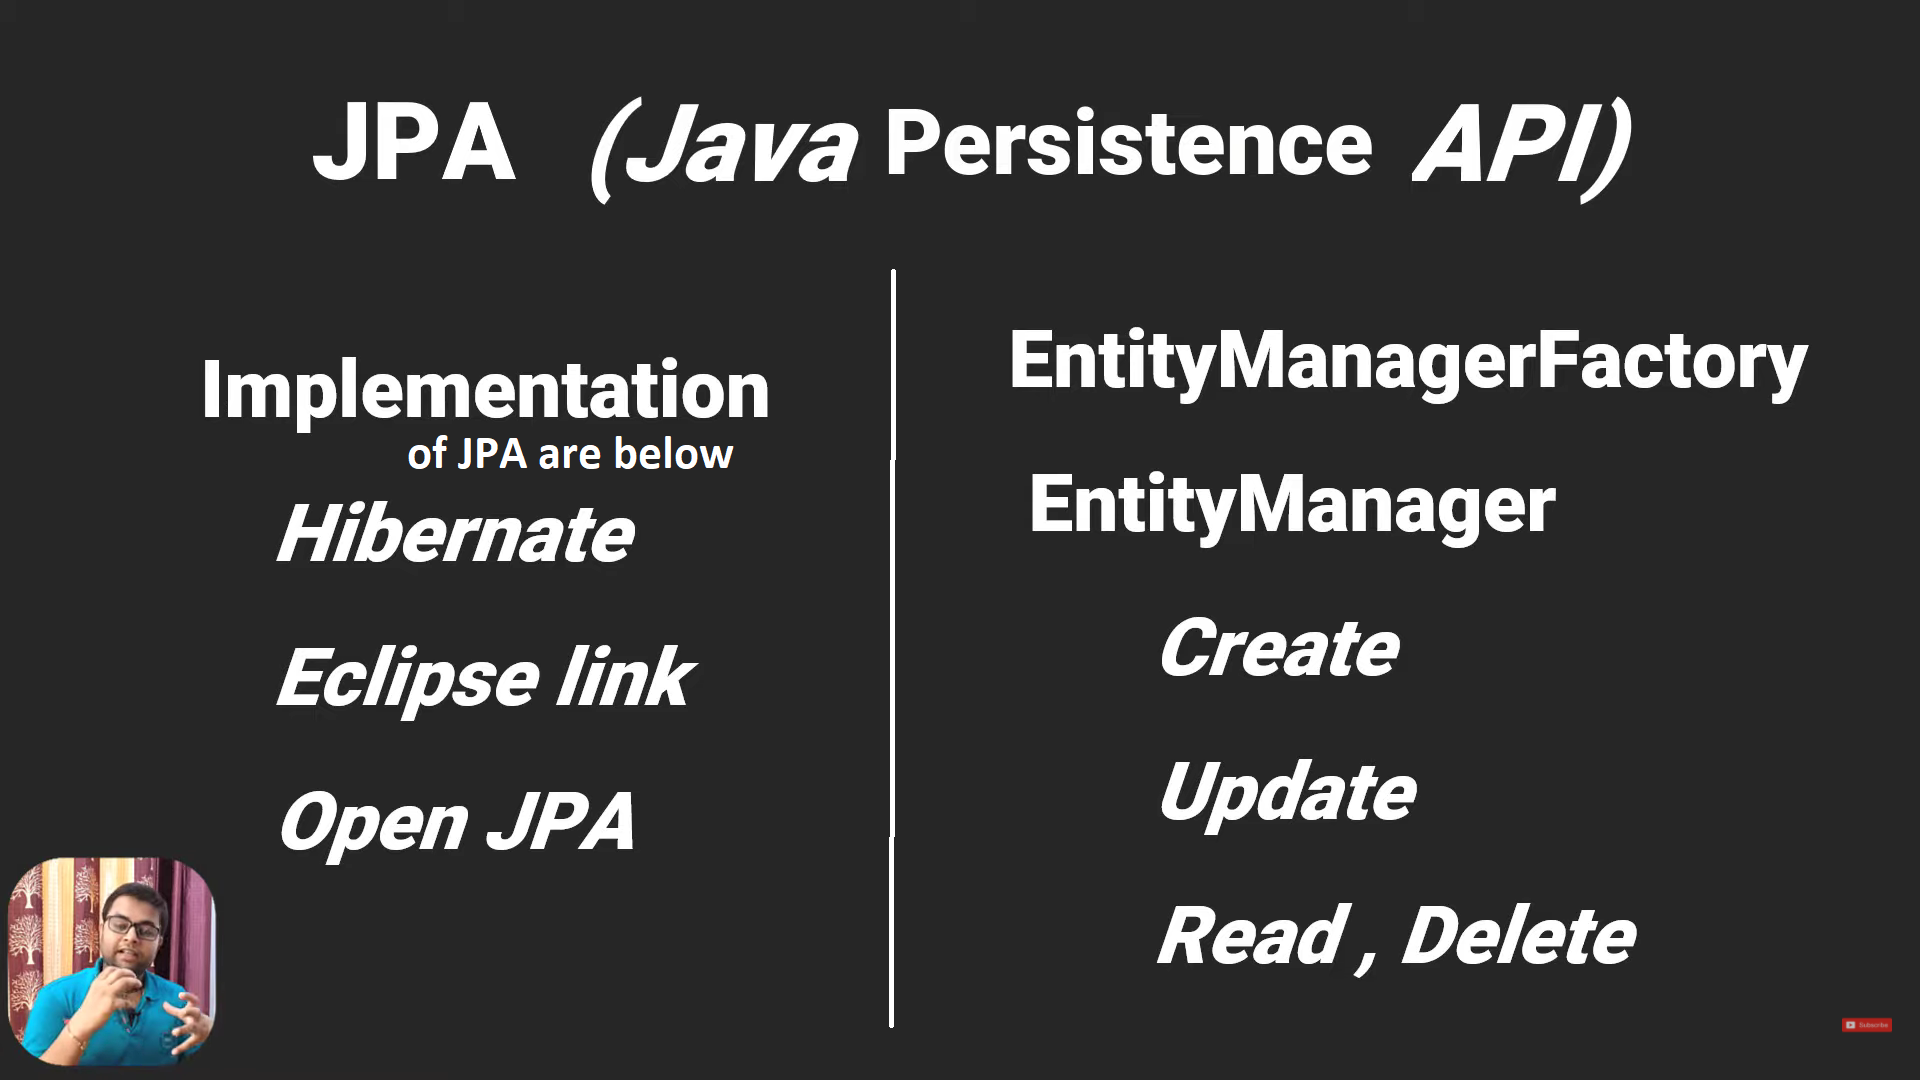 JPA (Java Persistence API)
Implementation
of JPA are below
Hibernate
Eclipse link
Open JPA
EntityManagerFactory
EntityManager
Create
Update
Read , Delete
Subscribe